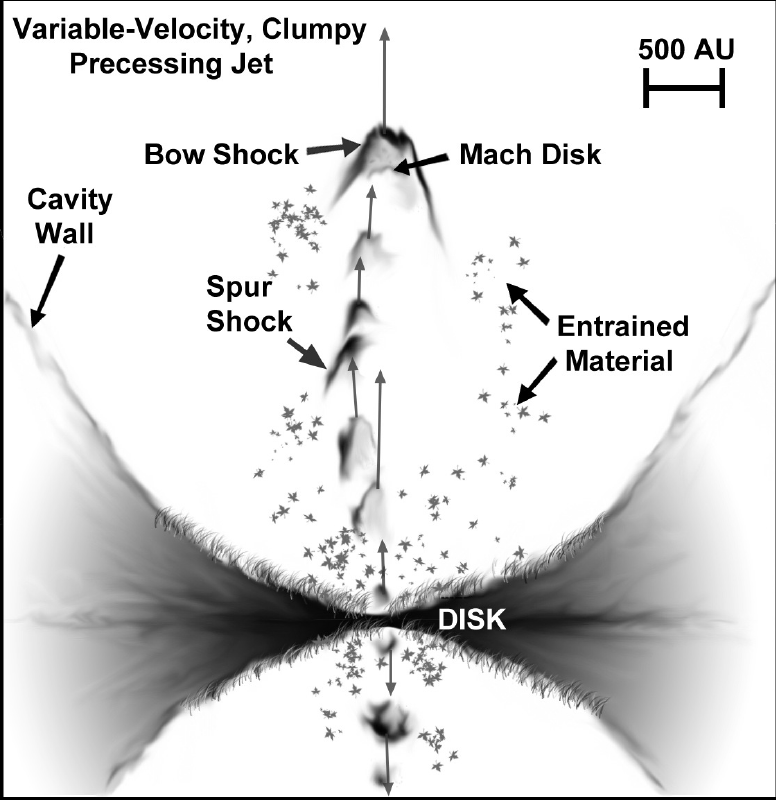 Variable-Velocity, Clumpy
Precessing Jet
500 AU
Bow Shock
Mach Disk
Cavity
Wall
Spur
Shock
Entrained
Material
DISK